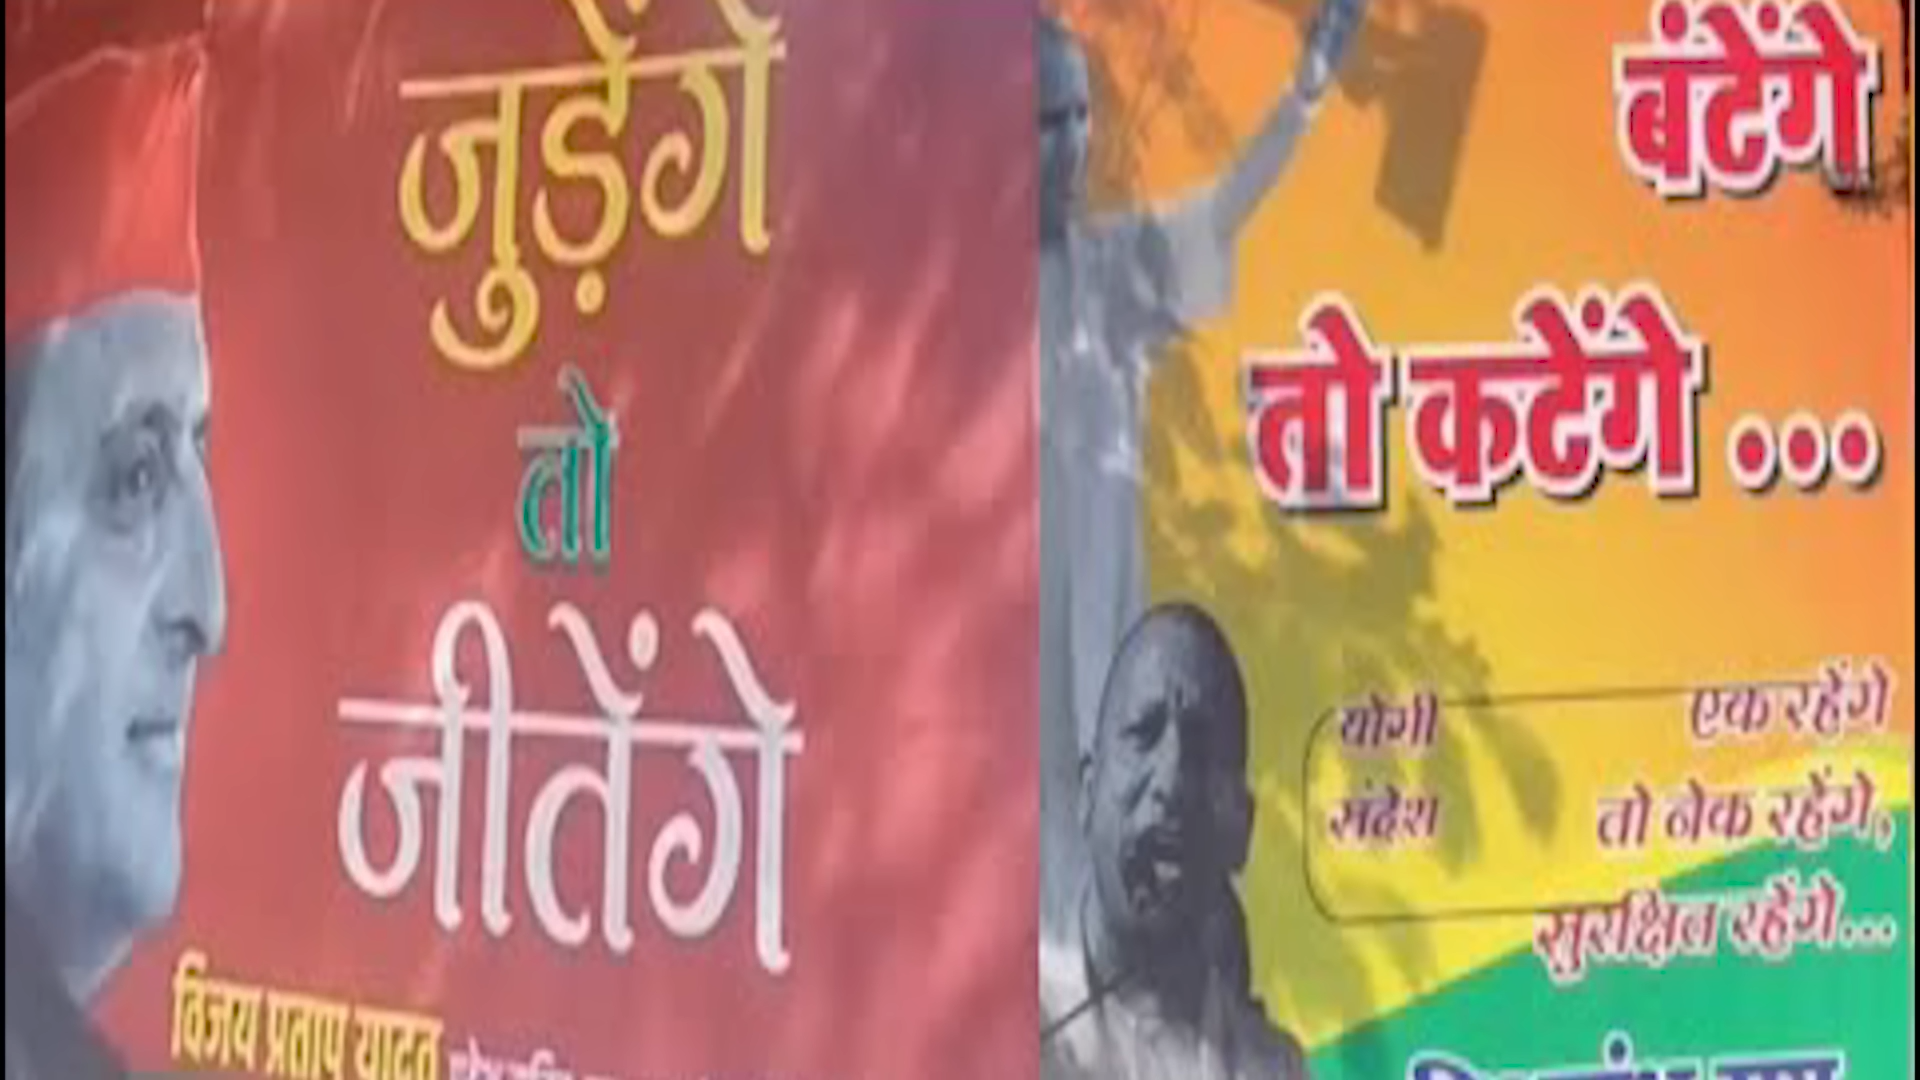 जुड़ेंगे
तो
जीतेंगे
विजय प्रताप यादव
बंटेंगे
तो कटेंगे ...
योगी
संदेश
एक रहेंगे
तो नेक रहेंगे,
सुरक्षित रहेंगे...